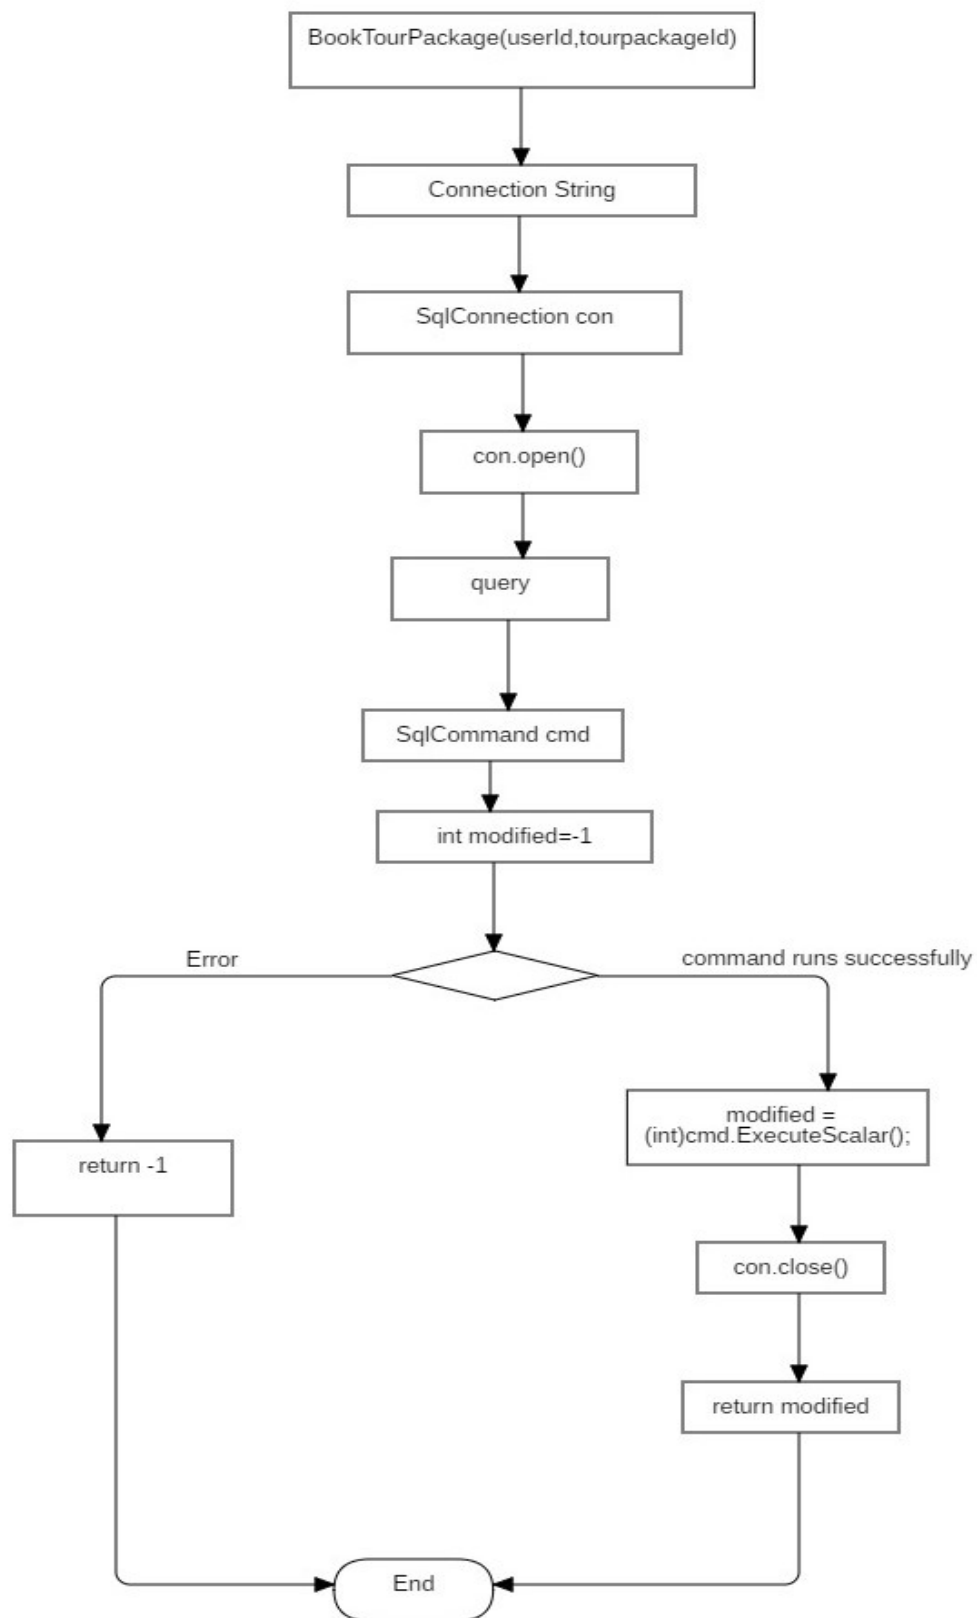 BookTourPackage(userId,tourpackageId)
Connection String
SqlConnection con
con.open()
query
SqlCommand cmd
int modified=-1
Error
command runs successfully
modified =
(int)cmd.ExecuteScalar();
return -1
con.close()
return modified
End